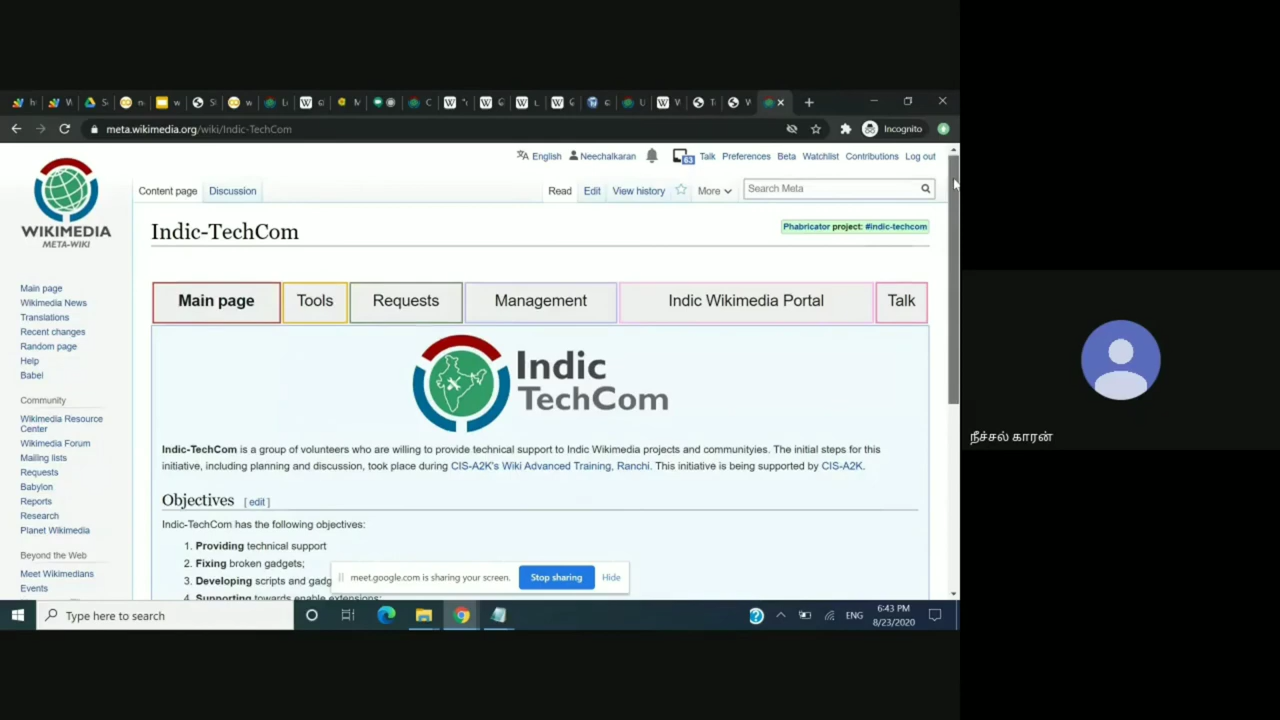 meta.wikimedia.org/wiki/Indic-TechCom
Incognito
English Neechalkaran 63 Talk Preferences Beta Watchlist Contributions Log out
WIKIMEDIA
META-WIKI
Content page Discussion
Read Edit View history More Search Meta
Indic-TechCom
Phabricator project: #indic-techcom
Main page Tools Requests Management Indic Wikimedia Portal Talk
Indic
TechCom
Indic-TechCom is a group of volunteers who are willing to provide technical support to Indic Wikimedia projects and communityies. The initial steps for this
initiative, including planning and discussion, took place during CIS-A2K's Wiki Advanced Training, Ranchi. This initiative is being supported by CIS-A2K.
Objectives [ edit ]
Indic-TechCom has the following objectives:
1. Providing technical support
2. Fixing broken gadgets;
3. Developing scripts and gadg
4. Supporting towards enable extensions;
Main page
Wikimedia News
Translations
Recent changes
Random page
Help
Babel
Community
Wikimedia Resource
Center
Wikimedia Forum
Mailing lists
Requests
Babylon
Reports
Research
Planet Wikimedia
Beyond the Web
Meet Wikimedians
Events
meet.google.com is sharing your screen. Stop sharing Hide
Type here to search
ENG
6:43 PM
8/23/2020
நீச்சல் காரன்